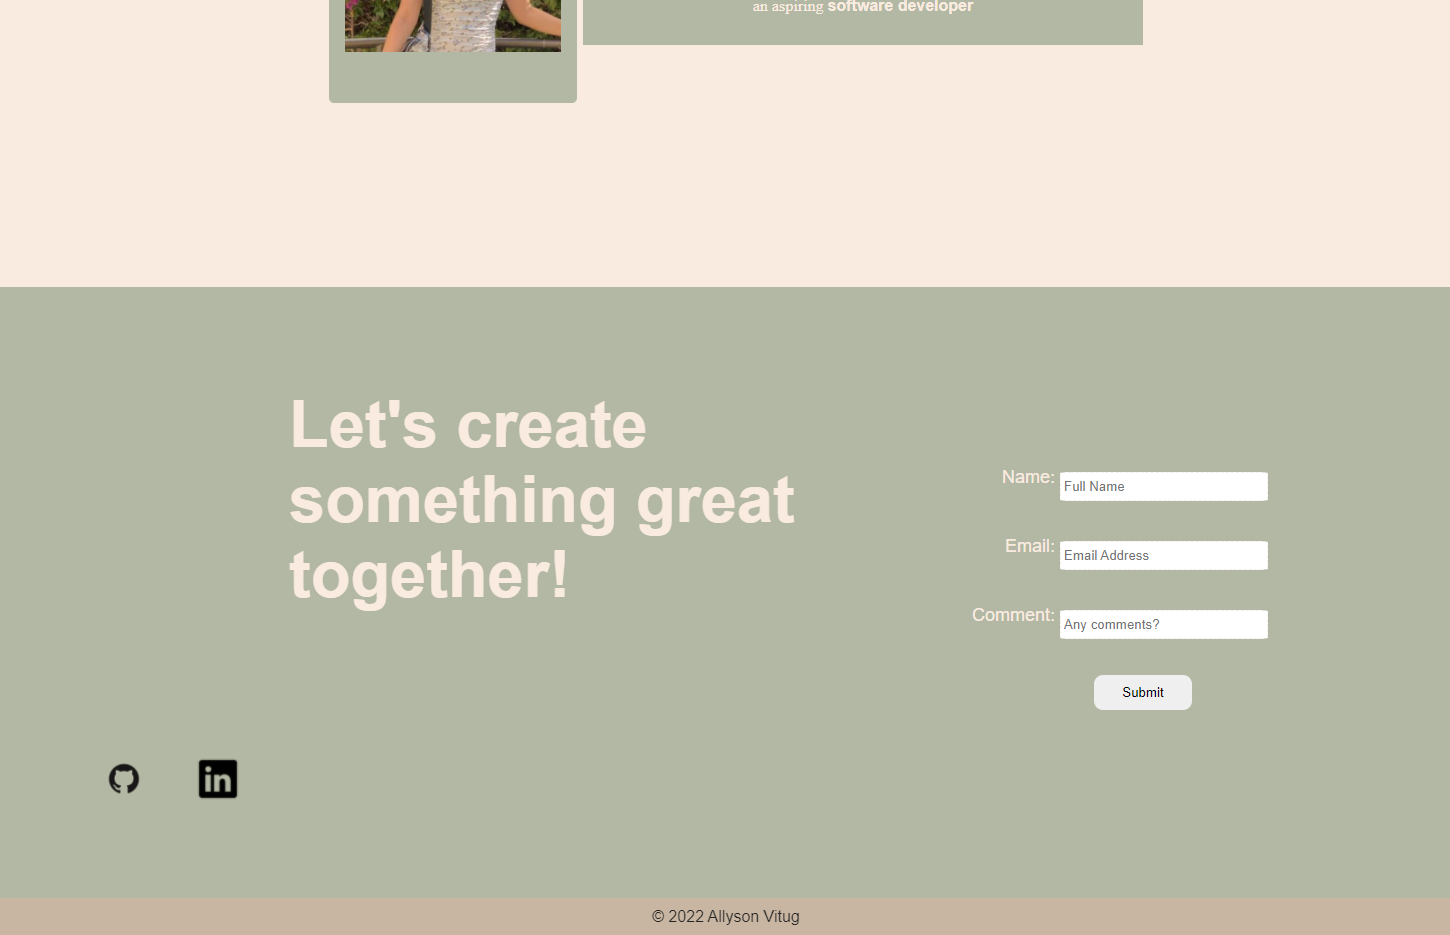 an aspiring software developer
Let's create
something great
together!
Name:
Full Name
Email:
Email Address
Comment:
Any comments?
Submit
in
© 2022 Allyson Vitug